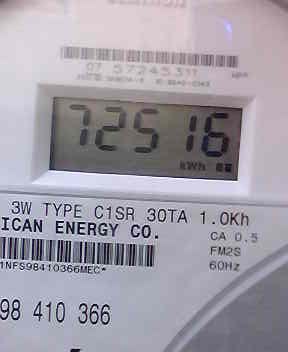 07 57245311
72516
kWh
3W TYPE C1SR 30TA 1.0Kh
ICAN ENERGY CO.
CA 0.5
FM2S
1NFS98410366MEC*
60Hz
98 410 366